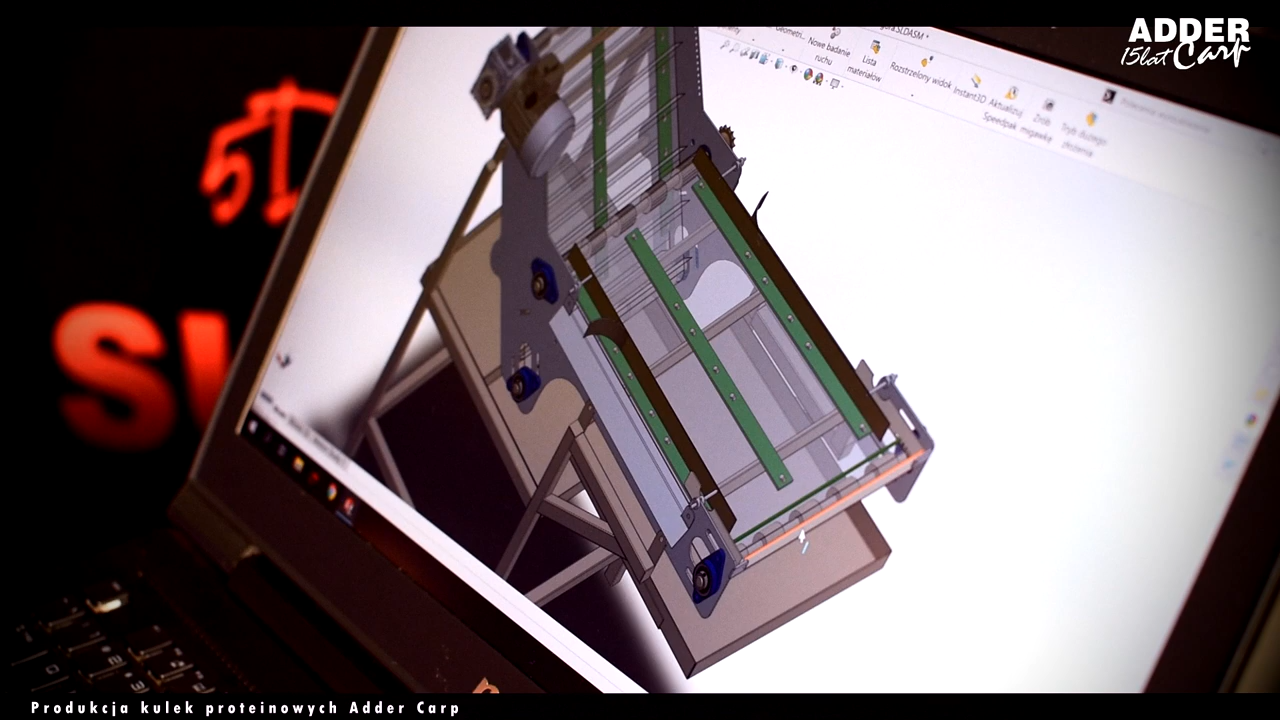 ADDER
15lat Carp
SLDASM *
Nowe badanie
ruchu
Lista
materiałów
Rozstrzelony widok
Instant3D
Aktualizuj
Speedpak
Zrób
migawkę
Tryb dużego
złożenia
S
Produkcja kulek proteinowych Adder Carp